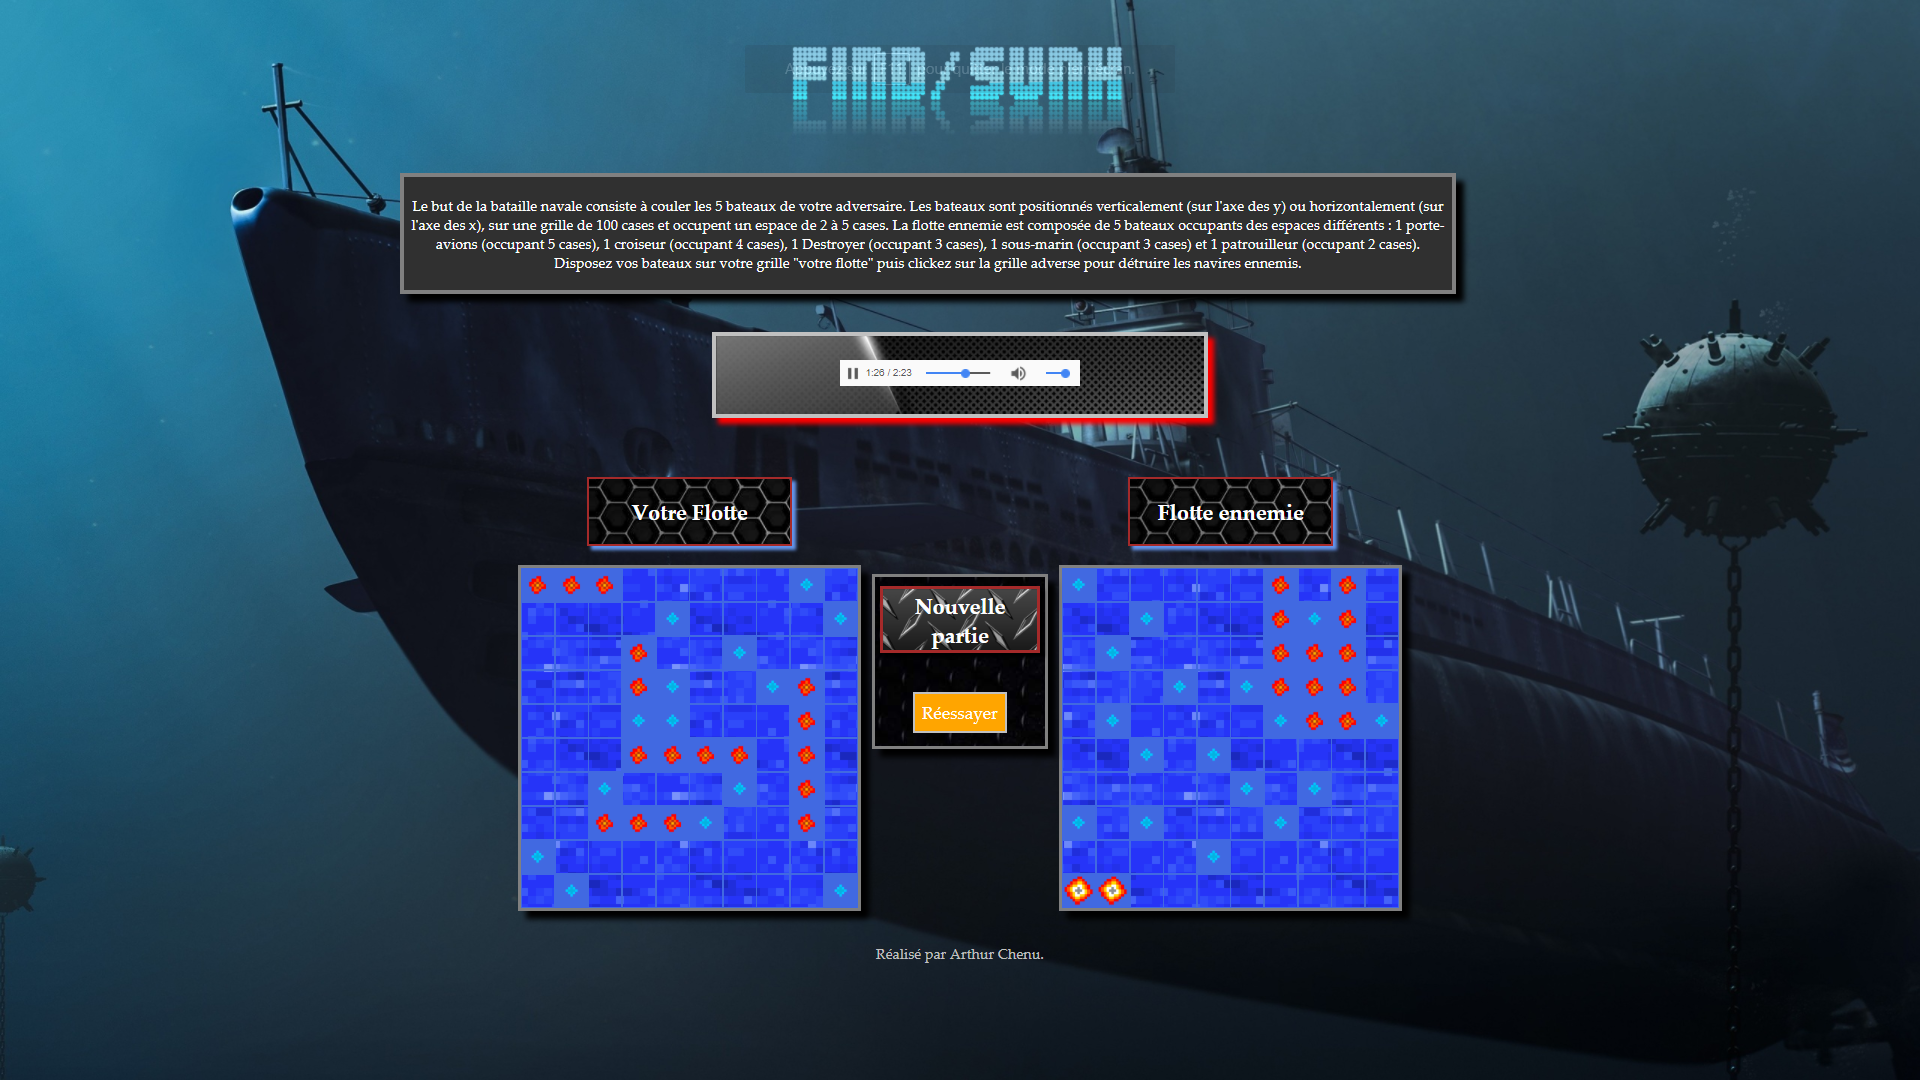 FIND/SUNK
Le but de la bataille navale consiste à couler les 5 bateaux de votre adversaire. Les bateaux sont positionnés verticalement (sur l'axe des y) ou horizontalement (sur
l'axe des x), sur une grille de 100 cases et occupent un espace de 2 à 5 cases. La flotte ennemie est composée de 5 bateaux occupants des espaces différents : 1 porte-
avions (occupant 5 cases), 1 croiseur (occupant 4 cases), 1 Destroyer (occupant 3 cases), 1 sous-marin (occupant 3 cases) et 1 patrouilleur (occupant 2 cases).
Disposez vos bateaux sur votre grille "votre flotte" puis clickez sur la grille adverse pour détruire les navires ennemis.
1:26 / 2:23
Votre Flotte
Flotte ennemie
Nouvelle
partie
Réessayer
Réalisé par Arthur Chenu.